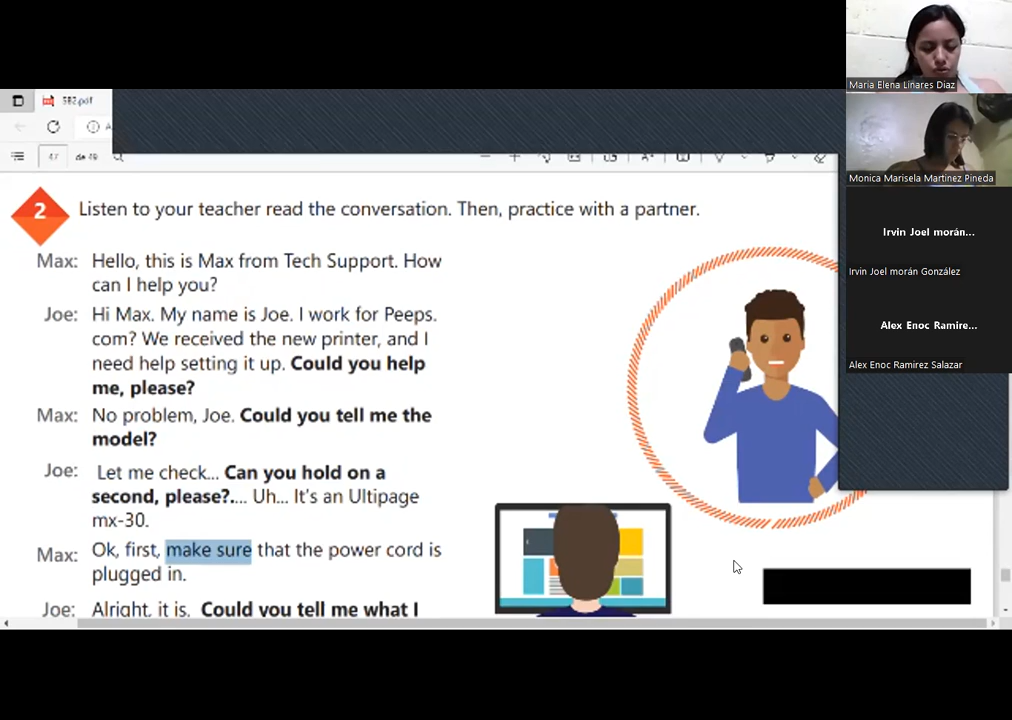 SB2.pdf
47 de 49
2 Listen to your teacher read the conversation. Then, practice with a partner.
Max: Hello, this is Max from Tech Support. How
can I help you?
Joe: Hi Max. My name is Joe. I work for Peeps.
com? We received the new printer, and I
need help setting it up. Could you help
me, please?
Max: No problem, Joe. Could you tell me the
model?
Joe: Let me check... Can you hold on a
second, please?.... Uh... It's an Ultipage
mx-30.
Max: Ok, first, make sure that the power cord is
plugged in.
Joe: Alright, it is. Could you tell me what I
Maria Elena Linares Diaz
Monica Marisela Martinez Pineda
Irvin Joel morán...
Irvin Joel morán González
Alex Enoc Ramire...
Alex Enoc Ramirez Salazar